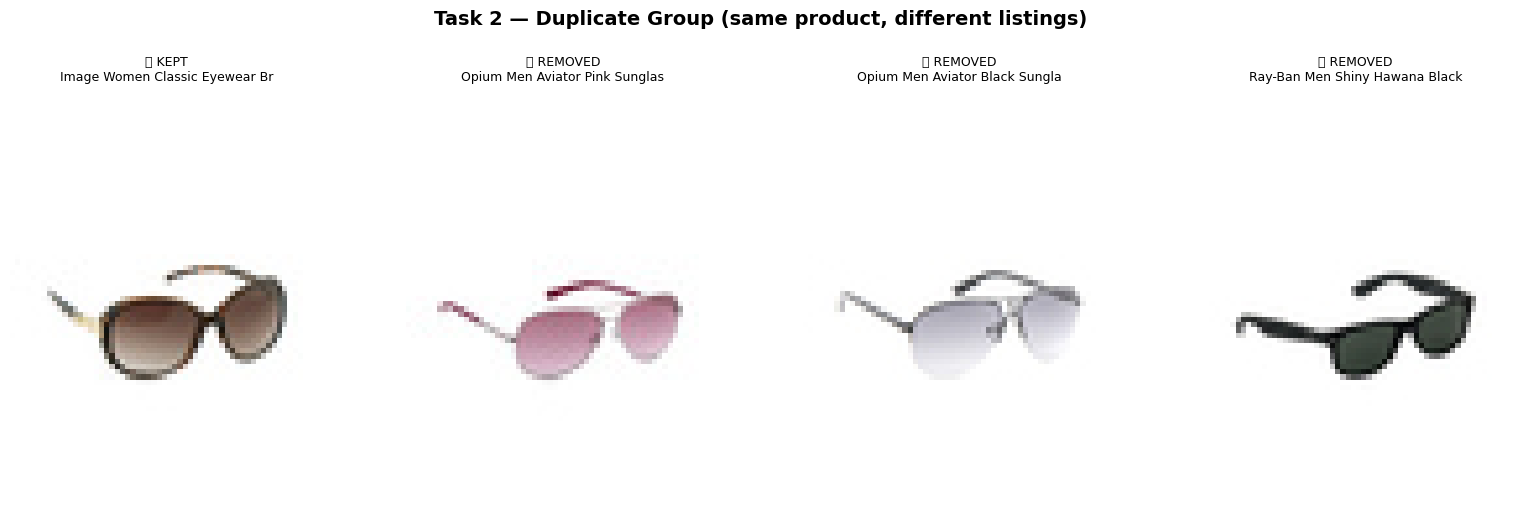 Task 2 — Duplicate Group (same product, different listings)
▯ KEPT
Image Women Classic Eyewear Br
▯ REMOVED
Opium Men Aviator Pink Sunglas
▯ REMOVED
Opium Men Aviator Black Sungla
▯ REMOVED
Ray-Ban Men Shiny Hawana Black